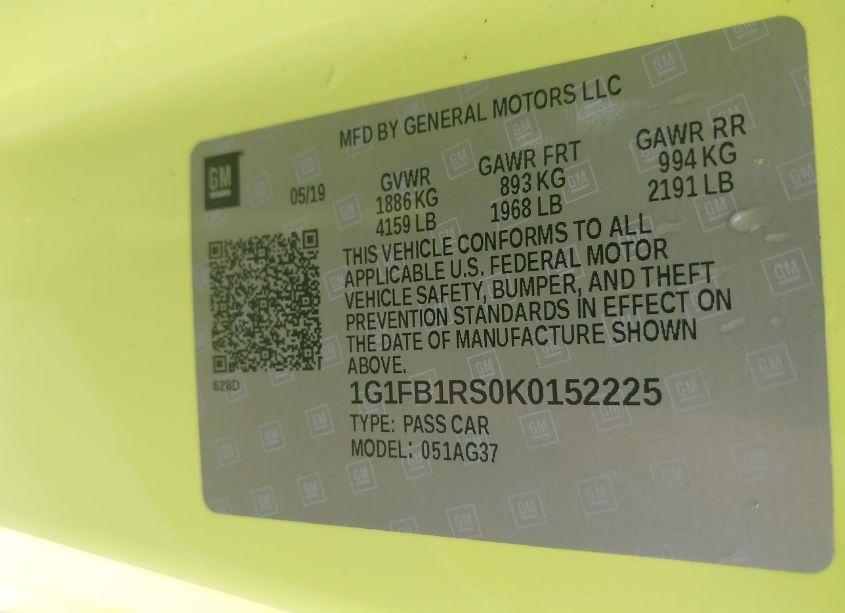 MFD BY GENERAL MOTORS LLC
GM
05/19
GVWR
1886 KG
4159 LB
GAWR FRT
893 KG
1968 LB
GAWR RR
994 KG
2191 LB
THIS VEHICLE CONFORMS TO ALL
APPLICABLE U.S. FEDERAL MOTOR
VEHICLE SAFETY, BUMPER, AND THEFT
PREVENTION STANDARDS IN EFFECT ON
THE DATE OF MANUFACTURE SHOWN
ABOVE.
628D
1G1FB1RS0K0152225
TYPE: PASS CAR
MODEL: 051AG37